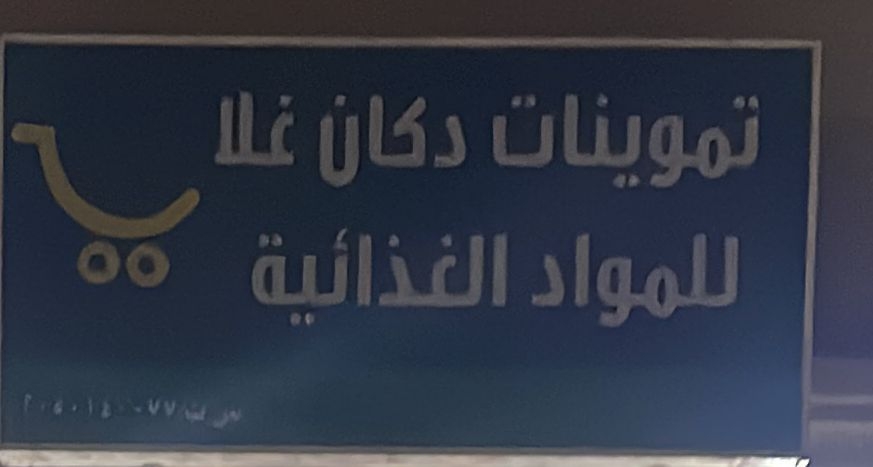 تموينات دكان غلا
للمواد الغذائية